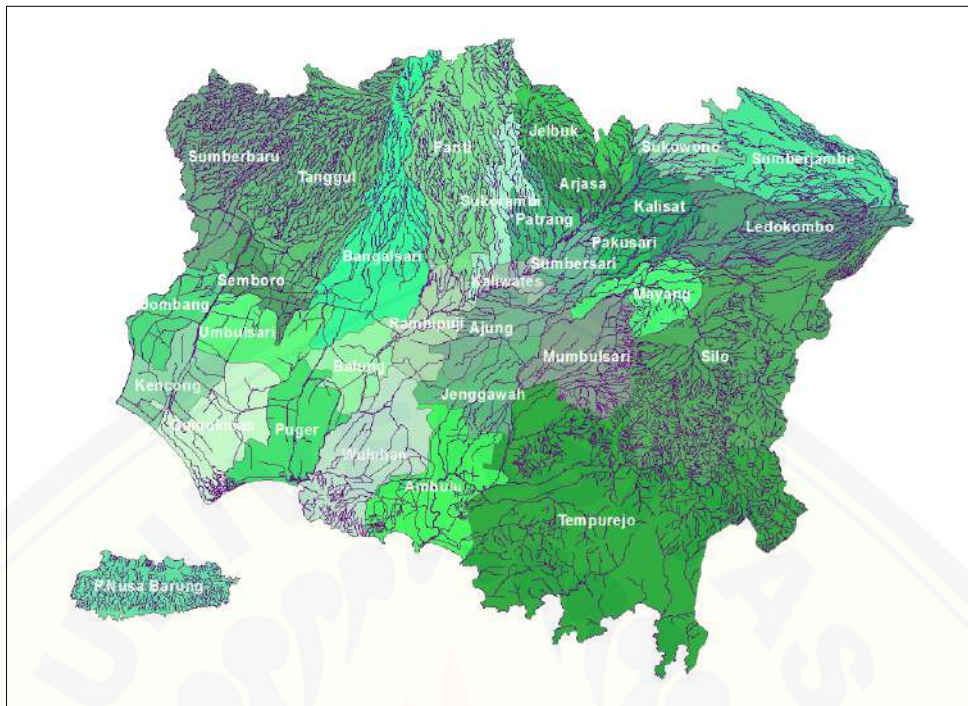 Jelbuk
Sukowono
Sumberjambe
Sumberbaru
Panti
Tanggul
Arjasa
Sukorambi
Patrang
Kalisat
Ledokombo
Pakusari
Bangalsari
Sumbersari
Semboro
Kaliwates
Mayang
Jombang
Umbulsari
Rambipuji
Ajung
Mumbulsari
Silo
Balung
Kencong
Jenggawah
Gumukmas
Puger
Wuluhan
Ambulu
Tempurejo
P.Nusa Barung